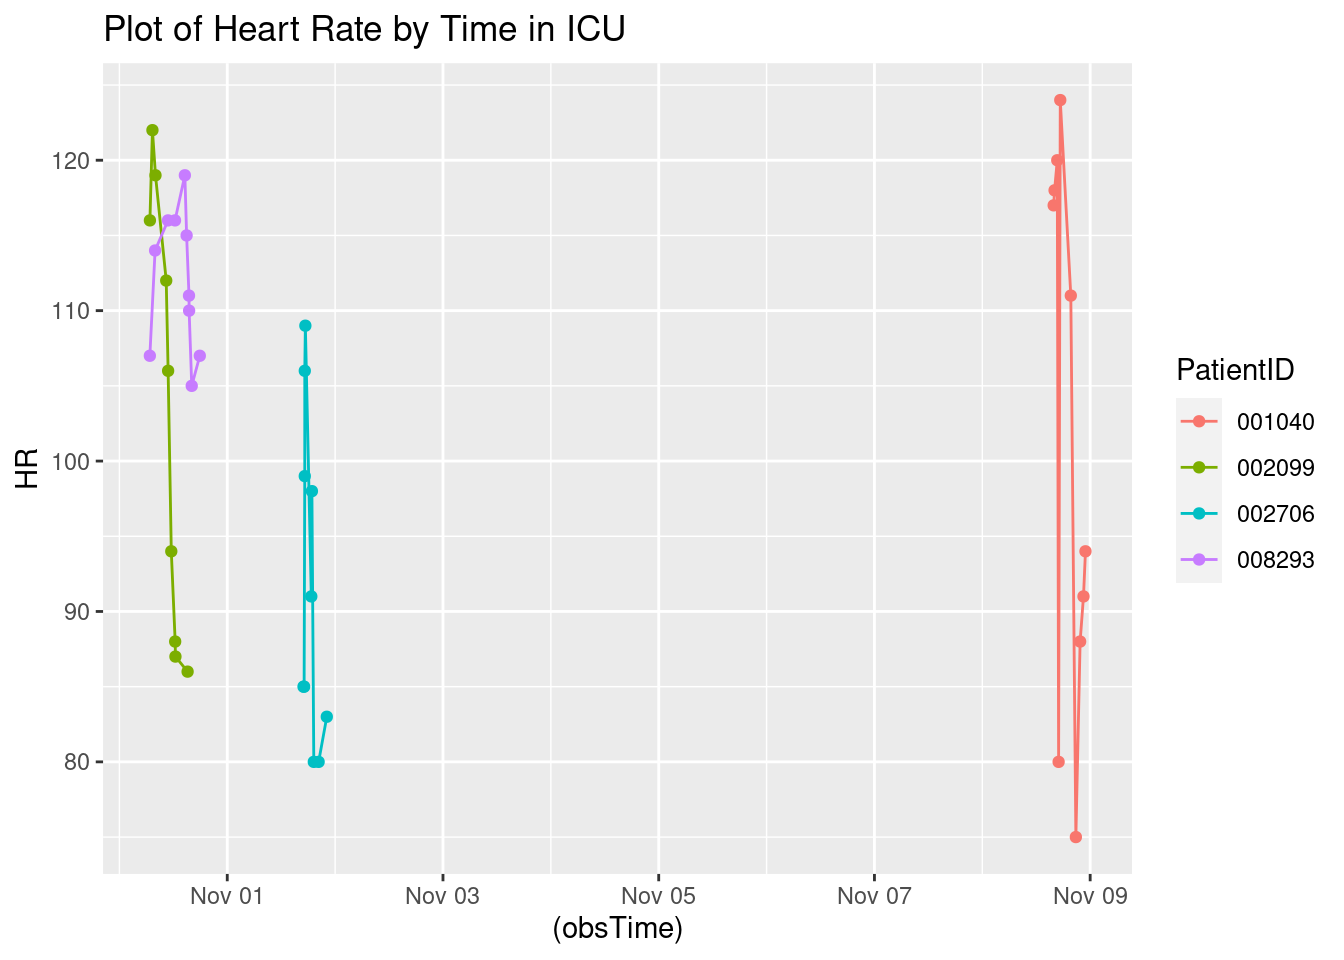 Plot of Heart Rate by Time in ICU
120
110
100
90
80
HR
Nov 01
Nov 03
Nov 05
Nov 07
Nov 09
(obsTime)
PatientID
001040
002099
002706
008293